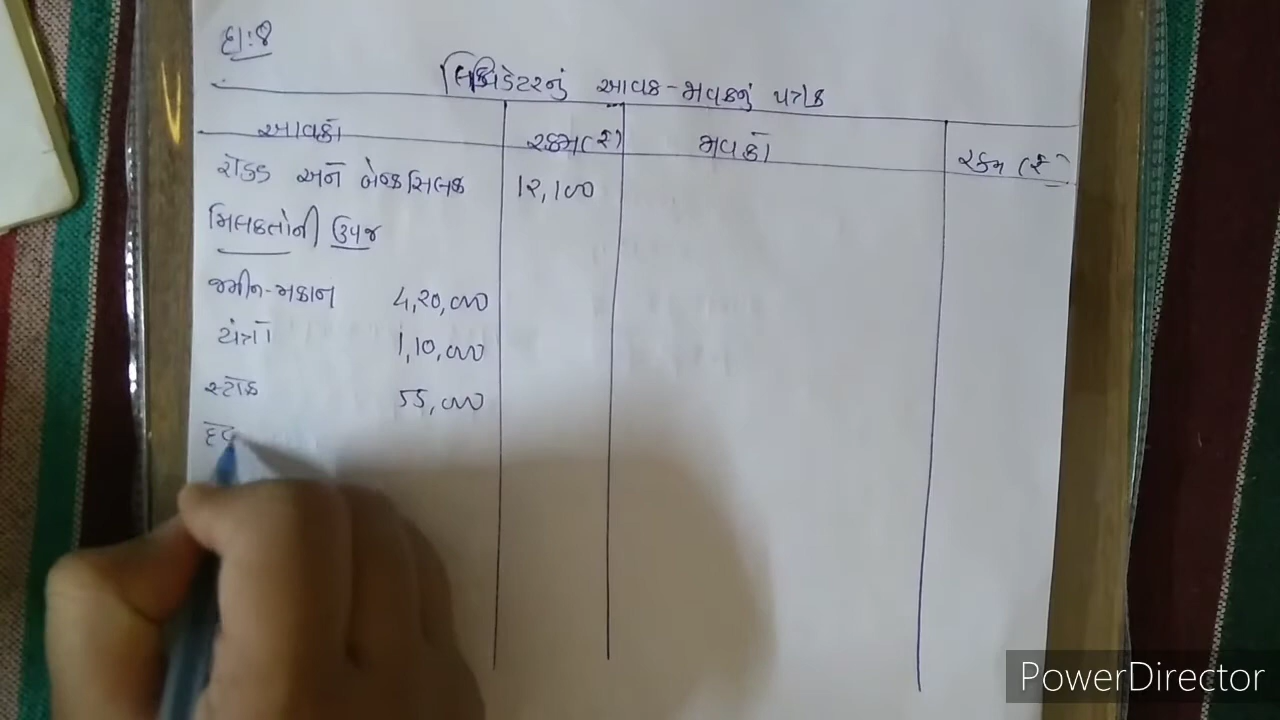 દા:૪
લિક્વિડેટરનું આવક-જાવકનું પત્રક
આવકો રકમ(₹) જાવકો રકમ (₹)
રોકડ અને બેન્કસિલક 12,100
મિલકતોની ઉપજ
જમીન-મકાન 4,20,000
યંત્રો 1,10,000
સ્ટોક 55,000
દેવ
PowerDirector